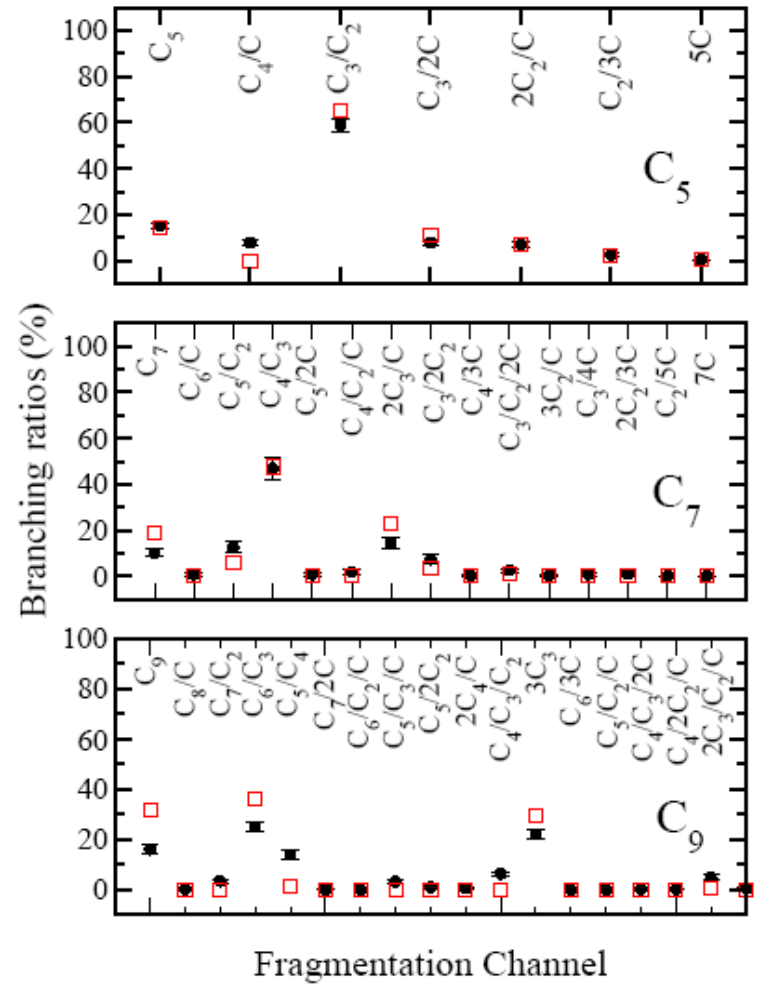 Branching ratios (%)
100
80
60
40
20
0
C5
C4/C
C3/C2
C3/2C
2C2/C
C2/3C
5C
C5
100
80
60
40
20
0
C7
C6/C
C5/C2
C4/C3
C5/2C
C4/C2/C
2C3/C
C3/2C2
C4/3C
C3/C2/2C
3C2/C
C3/4C
2C2/3C
C2/5C
7C
C7
100
80
60
40
20
0
C9
C8/C
C7/C2
C6/C3
C5/C4
C7/2C
C6/C2/C
C5/C3/C
C5/2C2
2C4/C
C4/C3/C2
3C3
C6/3C
C5/C2/C
C4/C3/2C
C4/2C2/C
2C3/C2/C
C9
Fragmentation Channel